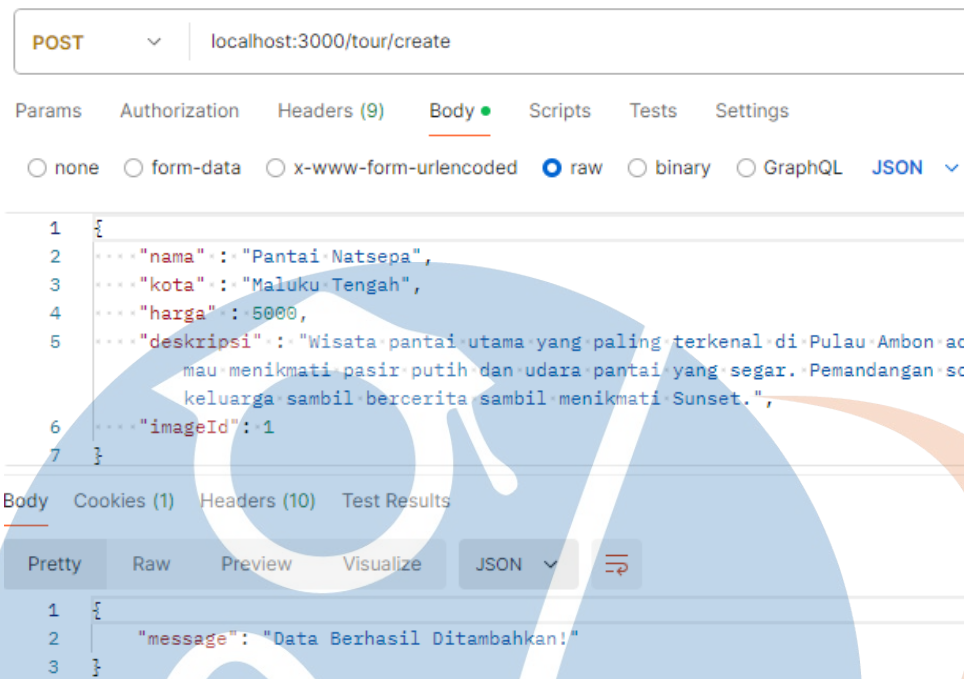 POST localhost:3000/tour/create
Params Authorization Headers (9) Body Scripts Tests Settings
none form-data x-www-form-urlencoded raw binary GraphQL JSON
1 {
2 "nama" : "Pantai Natsepa",
3 "kota" : "Maluku Tengah",
4 "harga" : 5000,
5 "deskripsi" : "Wisata pantai utama yang paling terkenal di Pulau Ambon
mau menikmati pasir putih dan udara pantai yang segar. Pemandangan
keluarga sambil bercerita sambil menikmati Sunset.",
6 "imageId": 1
7 }
Body Cookies (1) Headers (10) Test Results
Pretty Raw Preview Visualize JSON
1 {
2 "message": "Data Berhasil Ditambahkan!"
3 }